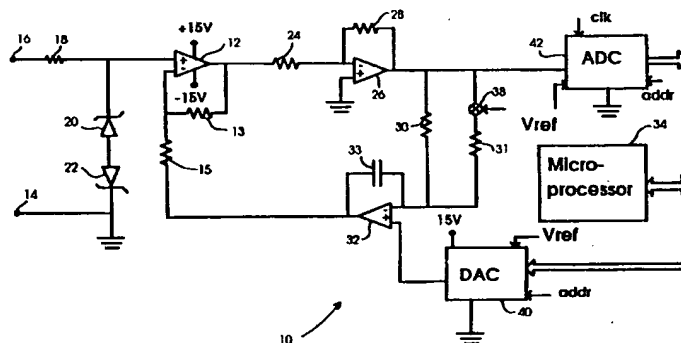 16
18
+15V
12
-15V
13
20
22
15
14
24
28
26
30
38
31
33
32
clk
42
ADC
addr
Vref
34
Micro-
processor
15V
Vref
DAC
addr
40
10